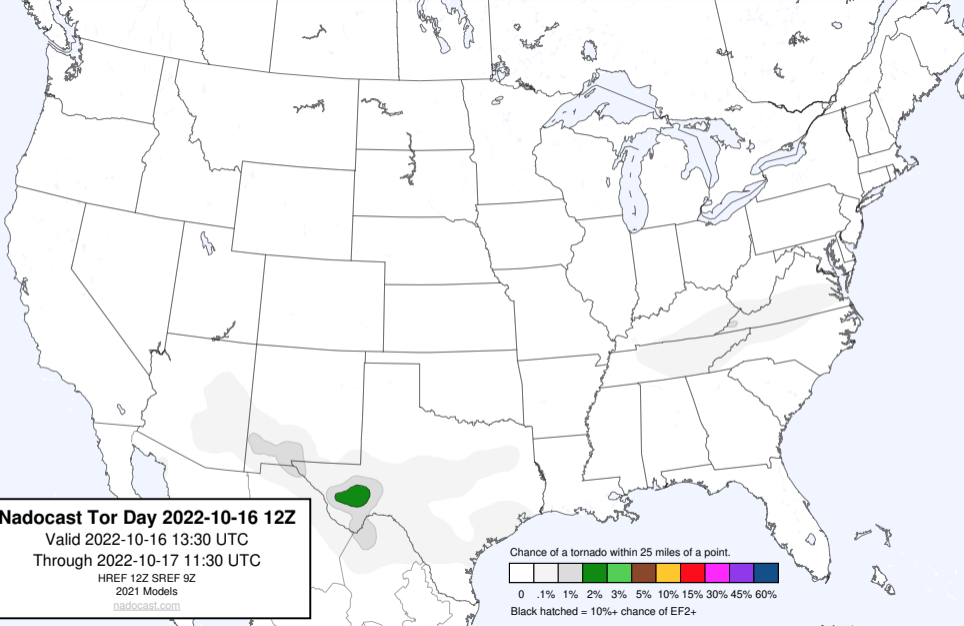 Nadocast Tor Day 2022-10-16 12Z
Valid 2022-10-16 13:30 UTC
Through 2022-10-17 11:30 UTC
HREF 12Z SREF 9Z
2021 Models
nadocast.com
Chance of a tornado within 25 miles of a point.
0 .1% 1% 2% 3% 5% 10% 15% 30% 45% 60%
Black hatched = 10%+ chance of EF2+